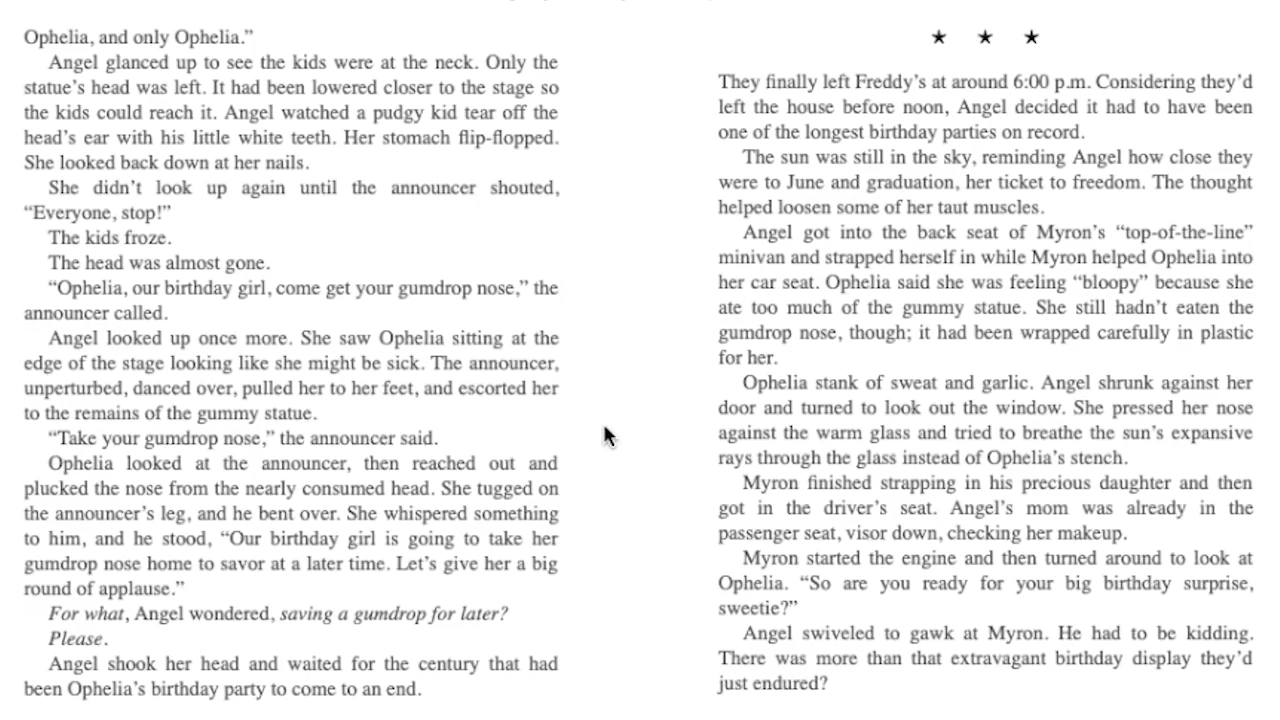 Ophelia, and only Ophelia.”
Angel glanced up to see the kids were at the neck. Only the
statue’s head was left. It had been lowered closer to the stage so
the kids could reach it. Angel watched a pudgy kid tear off the
head’s ear with his little white teeth. Her stomach flip-flopped.
She looked back down at her nails.
She didn’t look up again until the announcer shouted,
“Everyone, stop!”
The kids froze.
The head was almost gone.
“Ophelia, our birthday girl, come get your gumdrop nose,” the
announcer called.
Angel looked up once more. She saw Ophelia sitting at the
edge of the stage looking like she might be sick. The announcer,
unperturbed, danced over, pulled her to her feet, and escorted her
to the remains of the gummy statue.
“Take your gumdrop nose,” the announcer said.
Ophelia looked at the announcer, then reached out and
plucked the nose from the nearly consumed head. She tugged on
the announcer’s leg, and he bent over. She whispered something
to him, and he stood, “Our birthday girl is going to take her
gumdrop nose home to savor at a later time. Let’s give her a big
round of applause.”
For what, Angel wondered, saving a gumdrop for later?
Please.
Angel shook her head and waited for the century that had
been Ophelia’s birthday party to come to an end.
★ ★ ★
They finally left Freddy’s at around 6:00 p.m. Considering they’d
left the house before noon, Angel decided it had to have been
one of the longest birthday parties on record.
The sun was still in the sky, reminding Angel how close they
were to June and graduation, her ticket to freedom. The thought
helped loosen some of her taut muscles.
Angel got into the back seat of Myron’s “top-of-the-line”
minivan and strapped herself in while Myron helped Ophelia into
her car seat. Ophelia said she was feeling “bloopy” because she
ate too much of the gummy statue. She still hadn’t eaten the
gumdrop nose, though; it had been wrapped carefully in plastic
for her.
Ophelia stank of sweat and garlic. Angel shrunk against her
door and turned to look out the window. She pressed her nose
against the warm glass and tried to breathe the sun’s expansive
rays through the glass instead of Ophelia’s stench.
Myron finished strapping in his precious daughter and then
got in the driver’s seat. Angel’s mom was already in the
passenger seat, visor down, checking her makeup.
Myron started the engine and then turned around to look at
Ophelia. “So are you ready for your big birthday surprise,
sweetie?”
Angel swiveled to gawk at Myron. He had to be kidding.
There was more than that extravagant birthday display they’d
just endured?